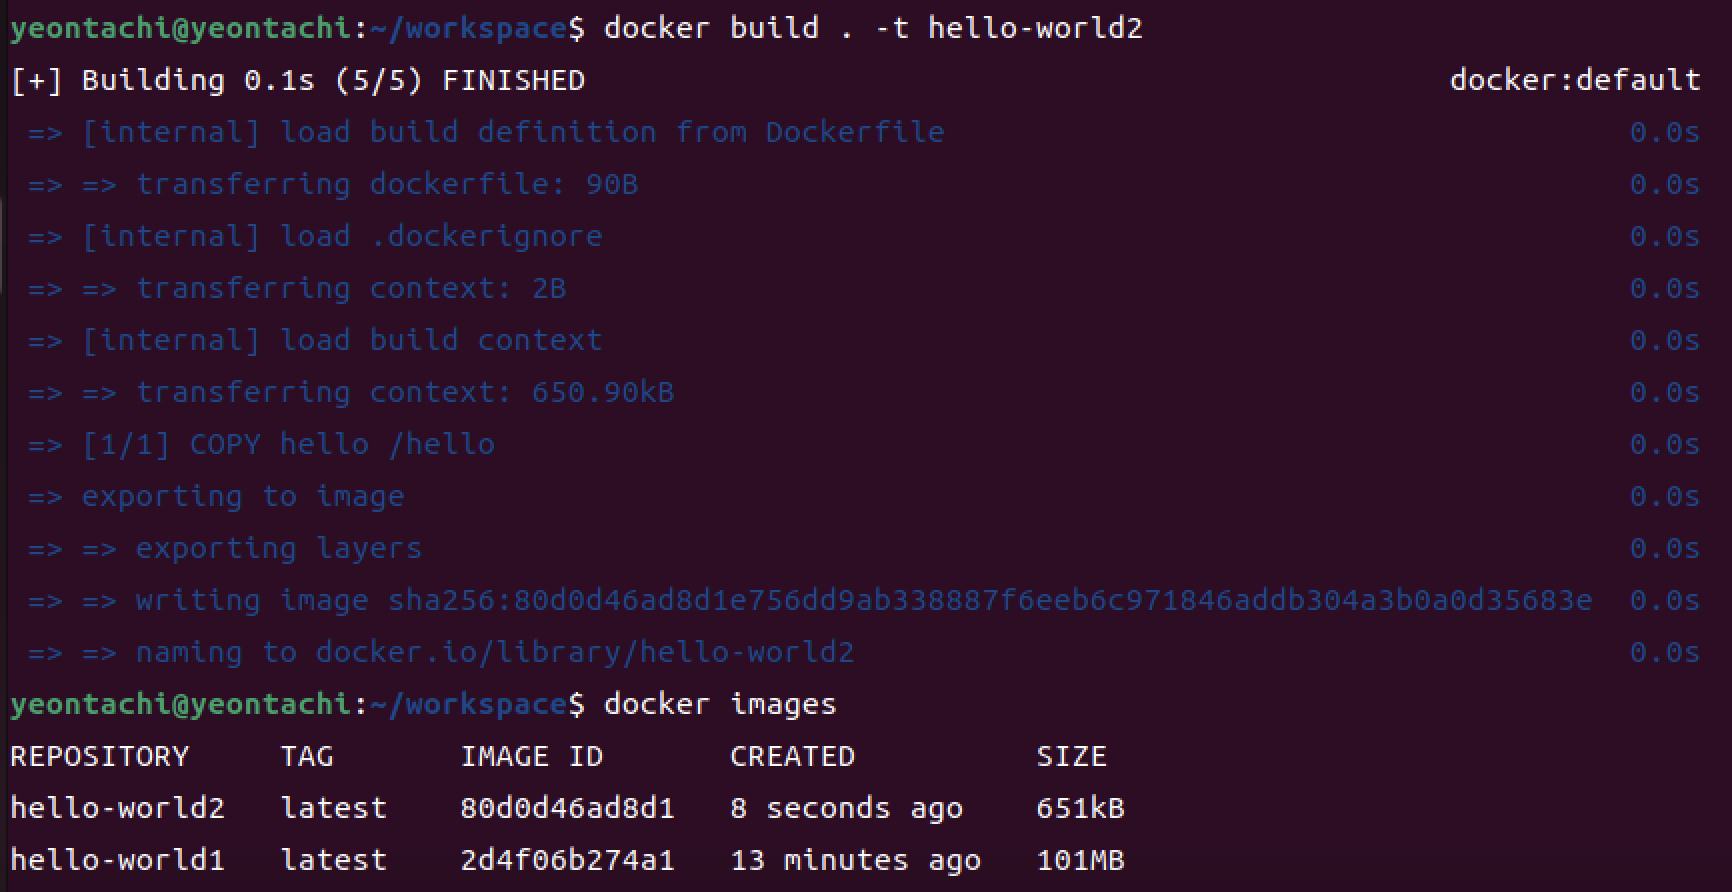 yeontachi@yeontachi:~/workspace$ docker build . -t hello-world2
[+] Building 0.1s (5/5) FINISHED docker:default
=> [internal] load build definition from Dockerfile 0.0s
=> => transferring dockerfile: 90B 0.0s
=> [internal] load .dockerignore 0.0s
=> => transferring context: 2B 0.0s
=> [internal] load build context 0.0s
=> => transferring context: 650.90kB 0.0s
=> [1/1] COPY hello /hello 0.0s
=> exporting to image 0.0s
=> => exporting layers 0.0s
=> => writing image sha256:80d0d46ad8d1e756dd9ab338887f6eeb6c971846addb304a3b0a0d35683e 0.0s
=> => naming to docker.io/library/hello-world2 0.0s
yeontachi@yeontachi:~/workspace$ docker images
REPOSITORY TAG IMAGE ID CREATED SIZE
hello-world2 latest 80d0d46ad8d1 8 seconds ago 651kB
hello-world1 latest 2d4f06b274a1 13 minutes ago 101MB